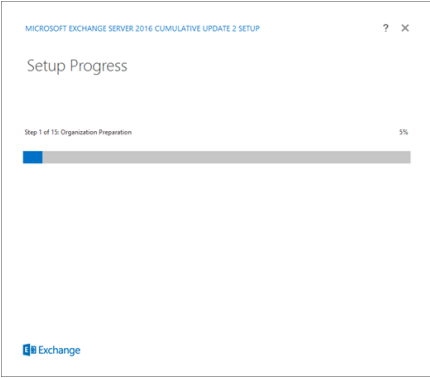 MICROSOFT EXCHANGE SERVER 2016 CUMULATIVE UPDATE 2 SETUP ? ✕
Setup Progress
Step 1 of 15: Organization Preparation 5%
Exchange